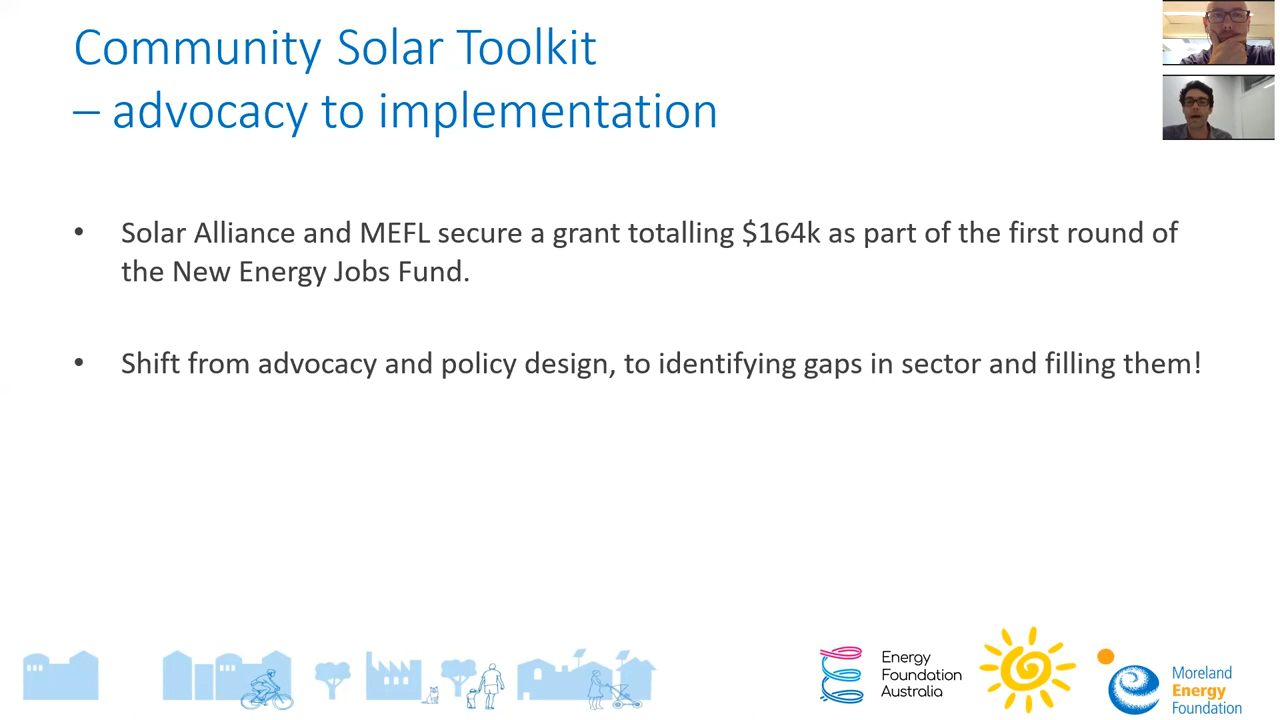 Community Solar Toolkit
– advocacy to implementation
• Solar Alliance and MEFL secure a grant totalling $164k as part of the first round of
the New Energy Jobs Fund.
• Shift from advocacy and policy design, to identifying gaps in sector and filling them!
Energy
Foundation
Australia
Moreland
Energy
Foundation